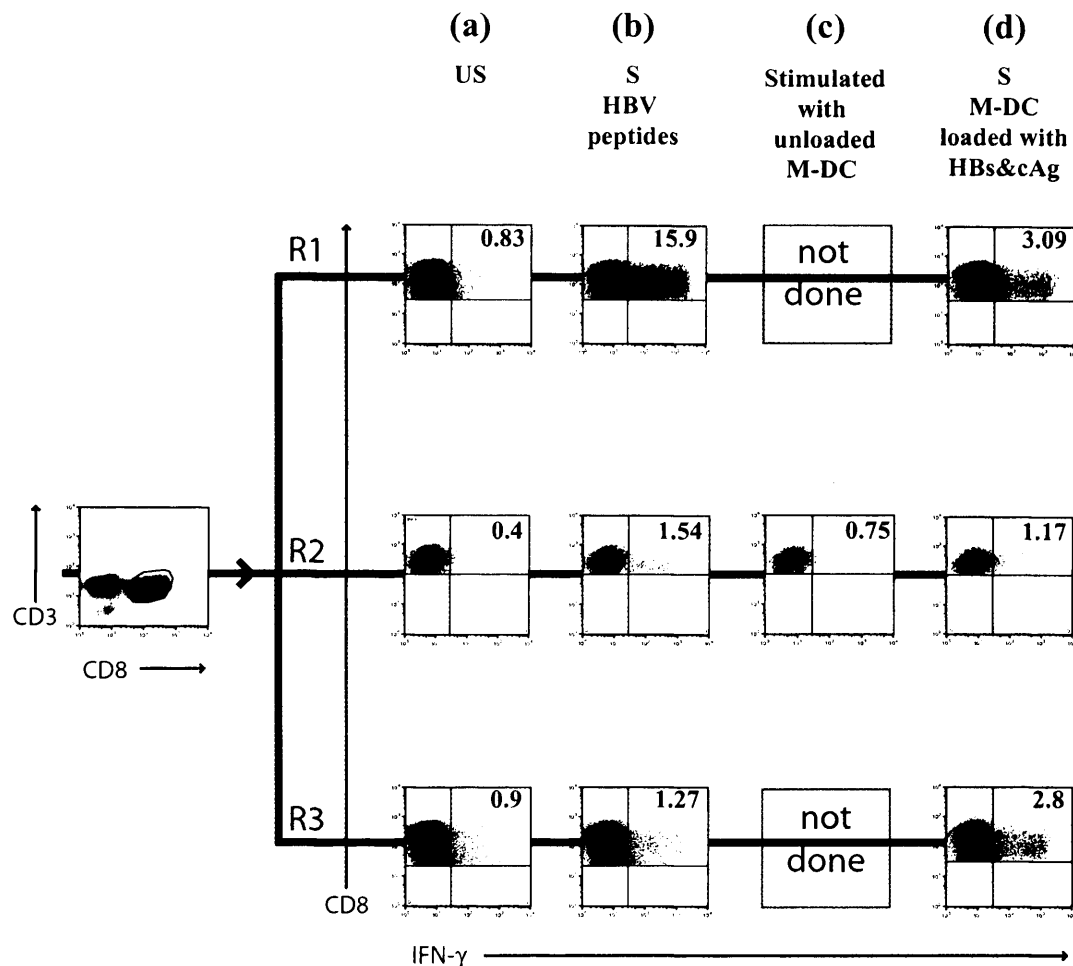 (a) (b) (c) (d)
US
S
HBV
peptides
Stimulated
with
unloaded
M-DC
S
M-DC
loaded with
HBs&cAg
R1
0.83
15.9
not
done
3.09
R2
0.4
1.54
0.75
1.17
CD3
CD8
R3
0.9
1.27
not
done
2.8
CD8
IFN-γ